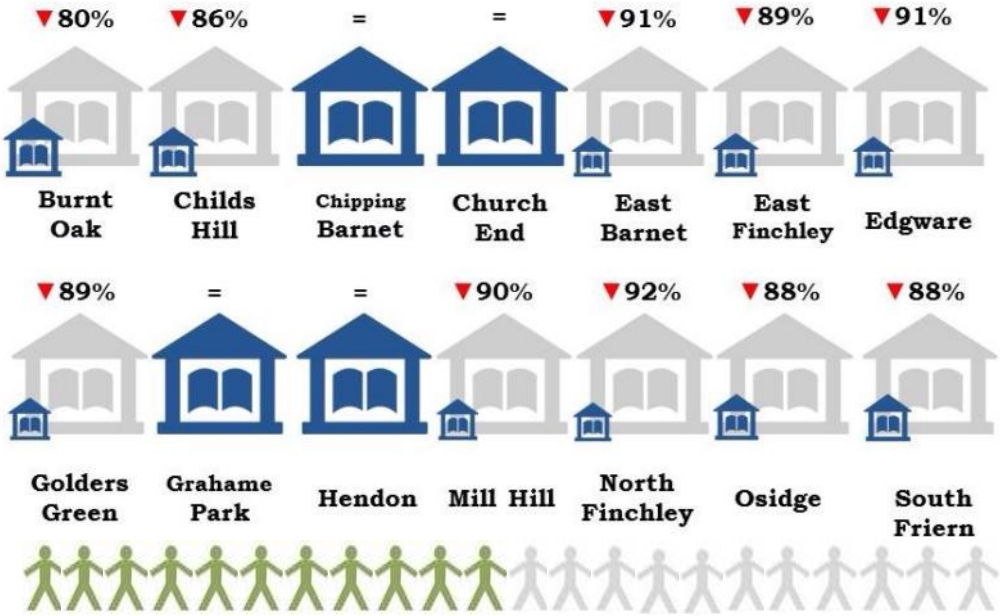 ▼80% ▼86% = = ▼91% ▼89% ▼91%
Burnt Oak
Childs Hill
Chipping Barnet
Church End
East Barnet
East Finchley
Edgware
▼89% = = ▼90% ▼92% ▼88% ▼88%
Golders Green
Grahame Park
Hendon
Mill Hill
North Finchley
Osidge
South Friern